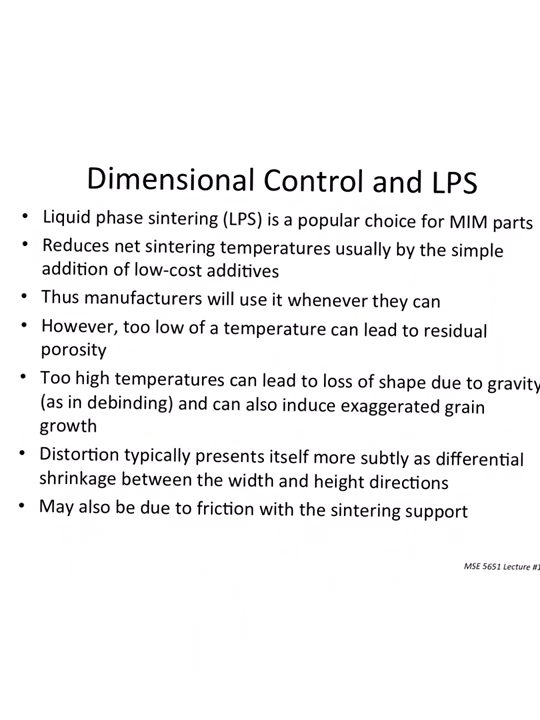 Dimensional Control and LPS
• Liquid phase sintering (LPS) is a popular choice for MIM parts
• Reduces net sintering temperatures usually by the simple
addition of low-cost additives
• Thus manufacturers will use it whenever they can
• However, too low of a temperature can lead to residual
porosity
• Too high temperatures can lead to loss of shape due to gravity
(as in debinding) and can also induce exaggerated grain
growth
• Distortion typically presents itself more subtly as differential
shrinkage between the width and height directions
• May also be due to friction with the sintering support
MSE 5651 Lecture #1